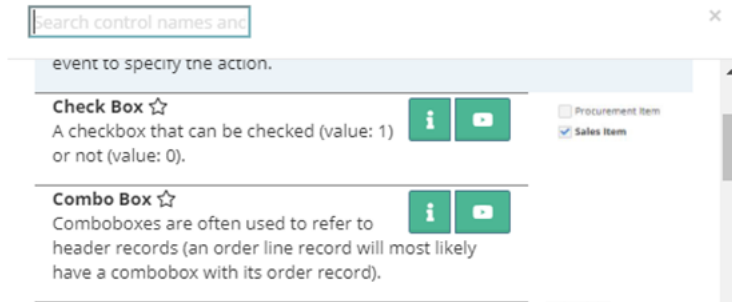 Search control names and
event to specify the action.
Check Box
A checkbox that can be checked (value: 1)
or not (value: 0).
Procurement Item
Sales Item
Combo Box
Comboboxes are often used to refer to
header records (an order line record will most likely
have a combobox with its order record).